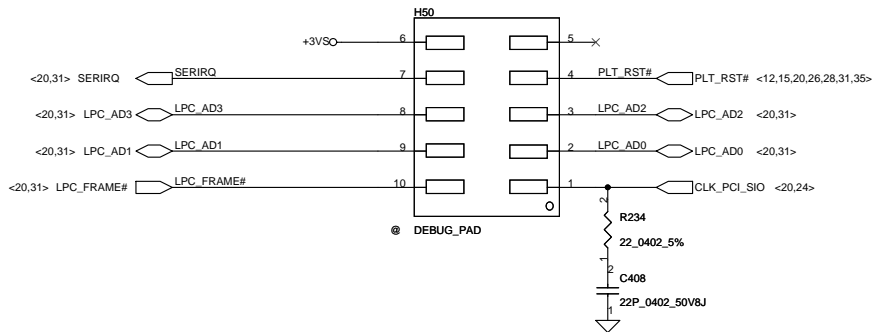 H50
+3VS 6 5
<20,31> SERIRQ SERIRQ 7 4 PLT_RST# PLT_RST# <12,15,20,26,28,31,35>
<20,31> LPC_AD3 LPC_AD3 8 3 LPC_AD2 LPC_AD2 <20,31>
<20,31> LPC_AD1 LPC_AD1 9 2 LPC_AD0 LPC_AD0 <20,31>
<20,31> LPC_FRAME# LPC_FRAME# 10 1 CLK_PCI_SIO <20,24>
@ DEBUG_PAD
2
R234
22_0402_5%
1
2
C408
22P_0402_50V8J
1